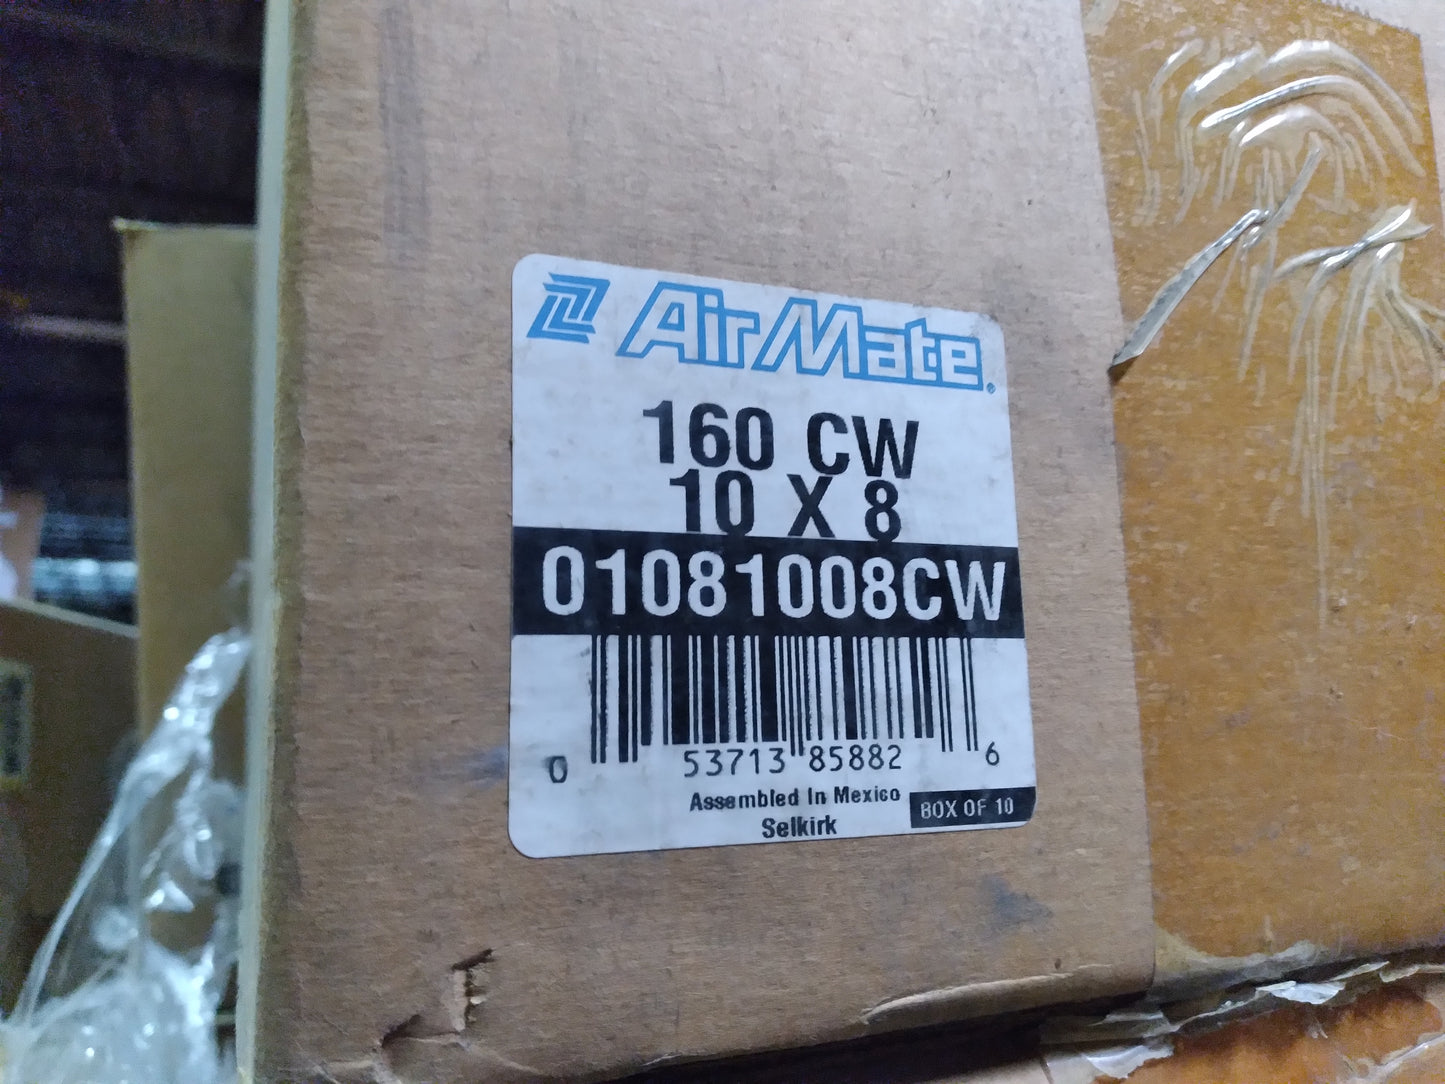 AirMate®
160 CW
10 X 8
01081008CW
0 53713 85882 6
Assembled In Mexico
Selkirk
BOX OF 10